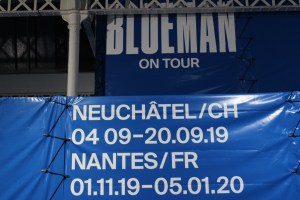 BLUEMAN
ON TOUR
NEUCHÂTEL/CH
04 09–20.09.19
NANTES/FR
01.11.19–05.01.20